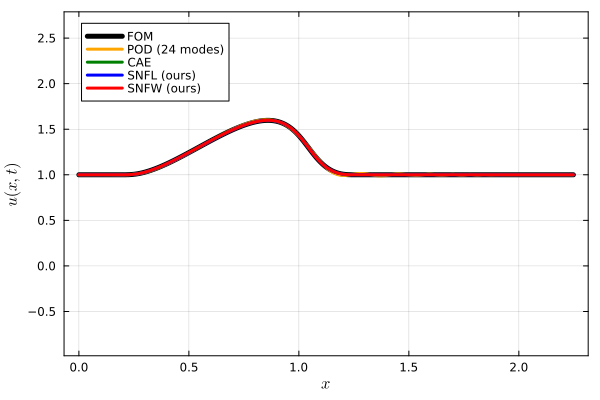 FOM
POD (24 modes)
CAE
SNFL (ours)
SNFW (ours)
2.5
2.0
1.5
1.0
0.5
0.0
−0.5
u(x, t)
0.0 0.5 1.0 1.5 2.0
x